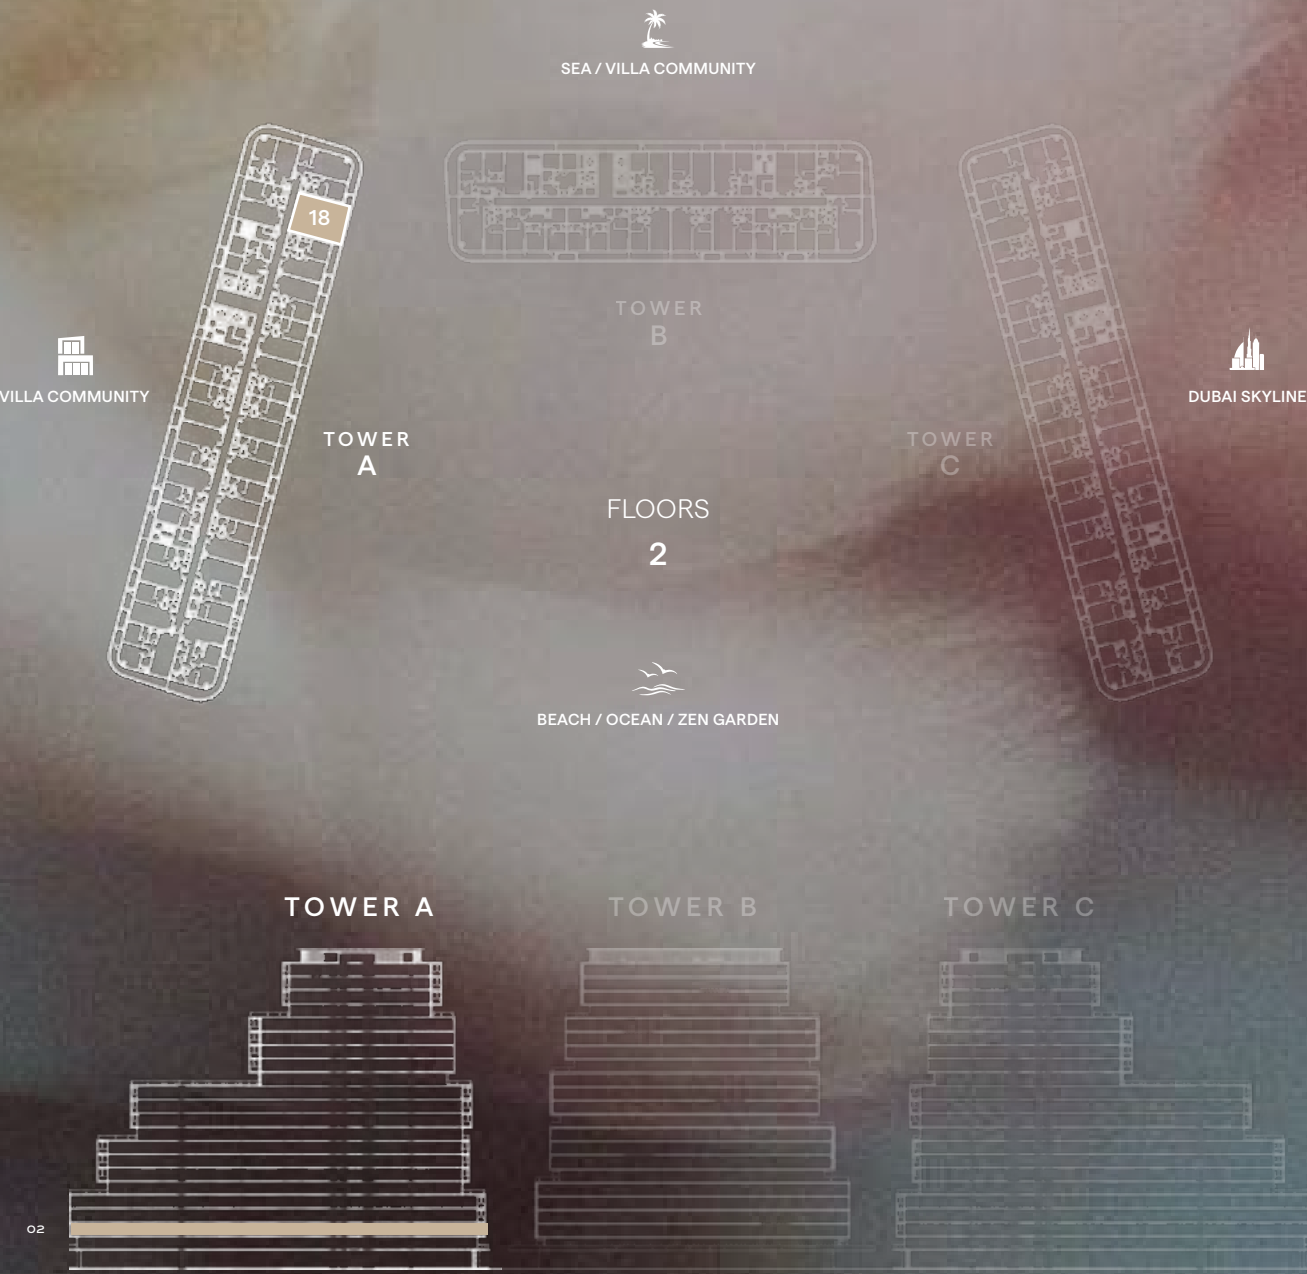 SEA / VILLA COMMUNITY
18
TOWER
B
VILLA COMMUNITY
DUBAI SKYLINE
TOWER
A
TOWER
C
FLOORS
2
BEACH / OCEAN / ZEN GARDEN
TOWER A
TOWER B
TOWER C
02